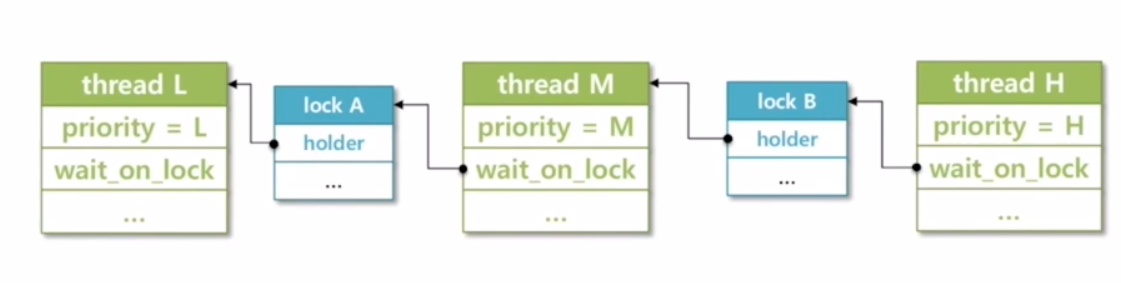 thread L
priority = L
wait_on_lock
...
lock A
holder
...
thread M
priority = M
wait_on_lock
...
lock B
holder
...
thread H
priority = H
wait_on_lock
...